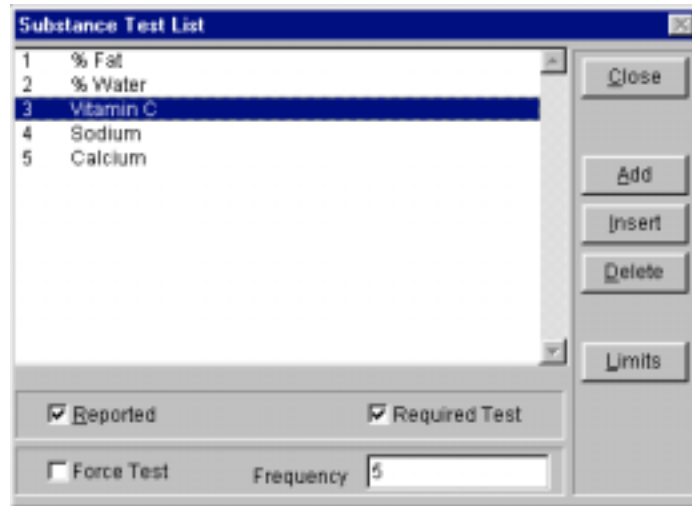 Substance Test List
1 % Fat
2 % Water
3 Vitamin C
4 Sodium
5 Calcium
Close
Add
Insert
Delete
Limits
Reported
Required Test
Force Test
Frequency 5